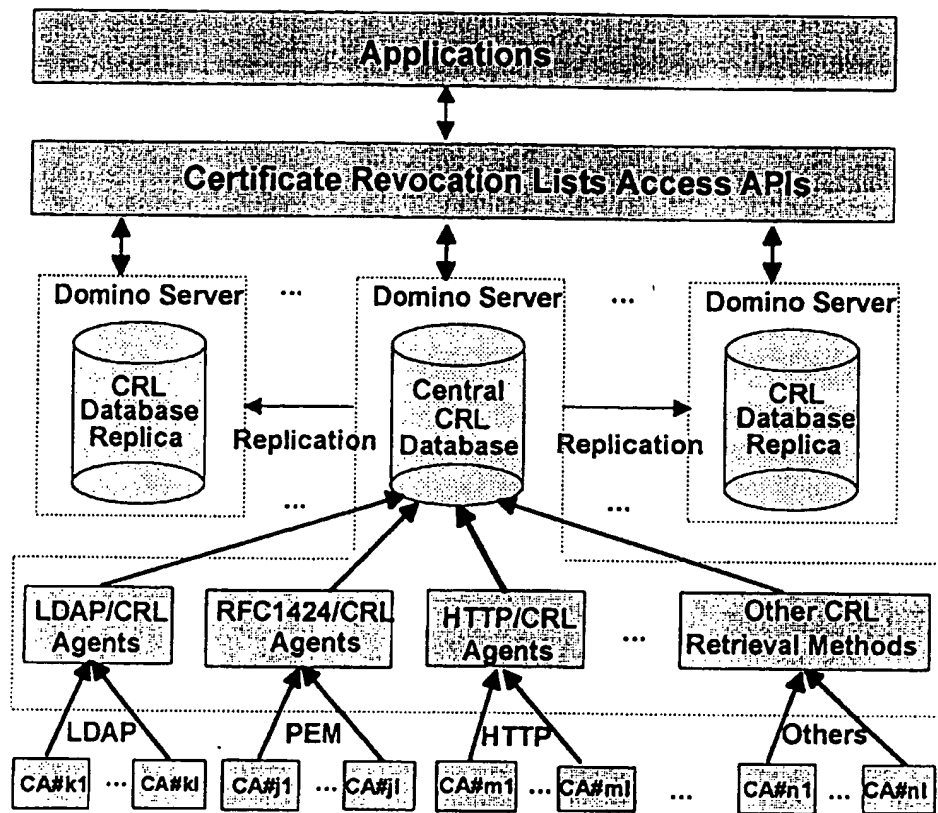 Applications
Certificate Revocation Lists Access APIs
Domino Server
...
Domino Server
...
Domino Server
CRL
Database
Replica
Replication
Central
CRL
Database
Replication
CRL
Database
Replica
...
...
LDAP/CRL
Agents
RFC1424/CRL
Agents
HTTP/CRL
Agents
...
Other CRL
Retrieval Methods
LDAP
PEM
HTTP
Others
CA#k1
...
CA#kl
CA#j1
...
CA#jl
CA#m1
...
CA#ml
...
CA#n1
...
CA#nl